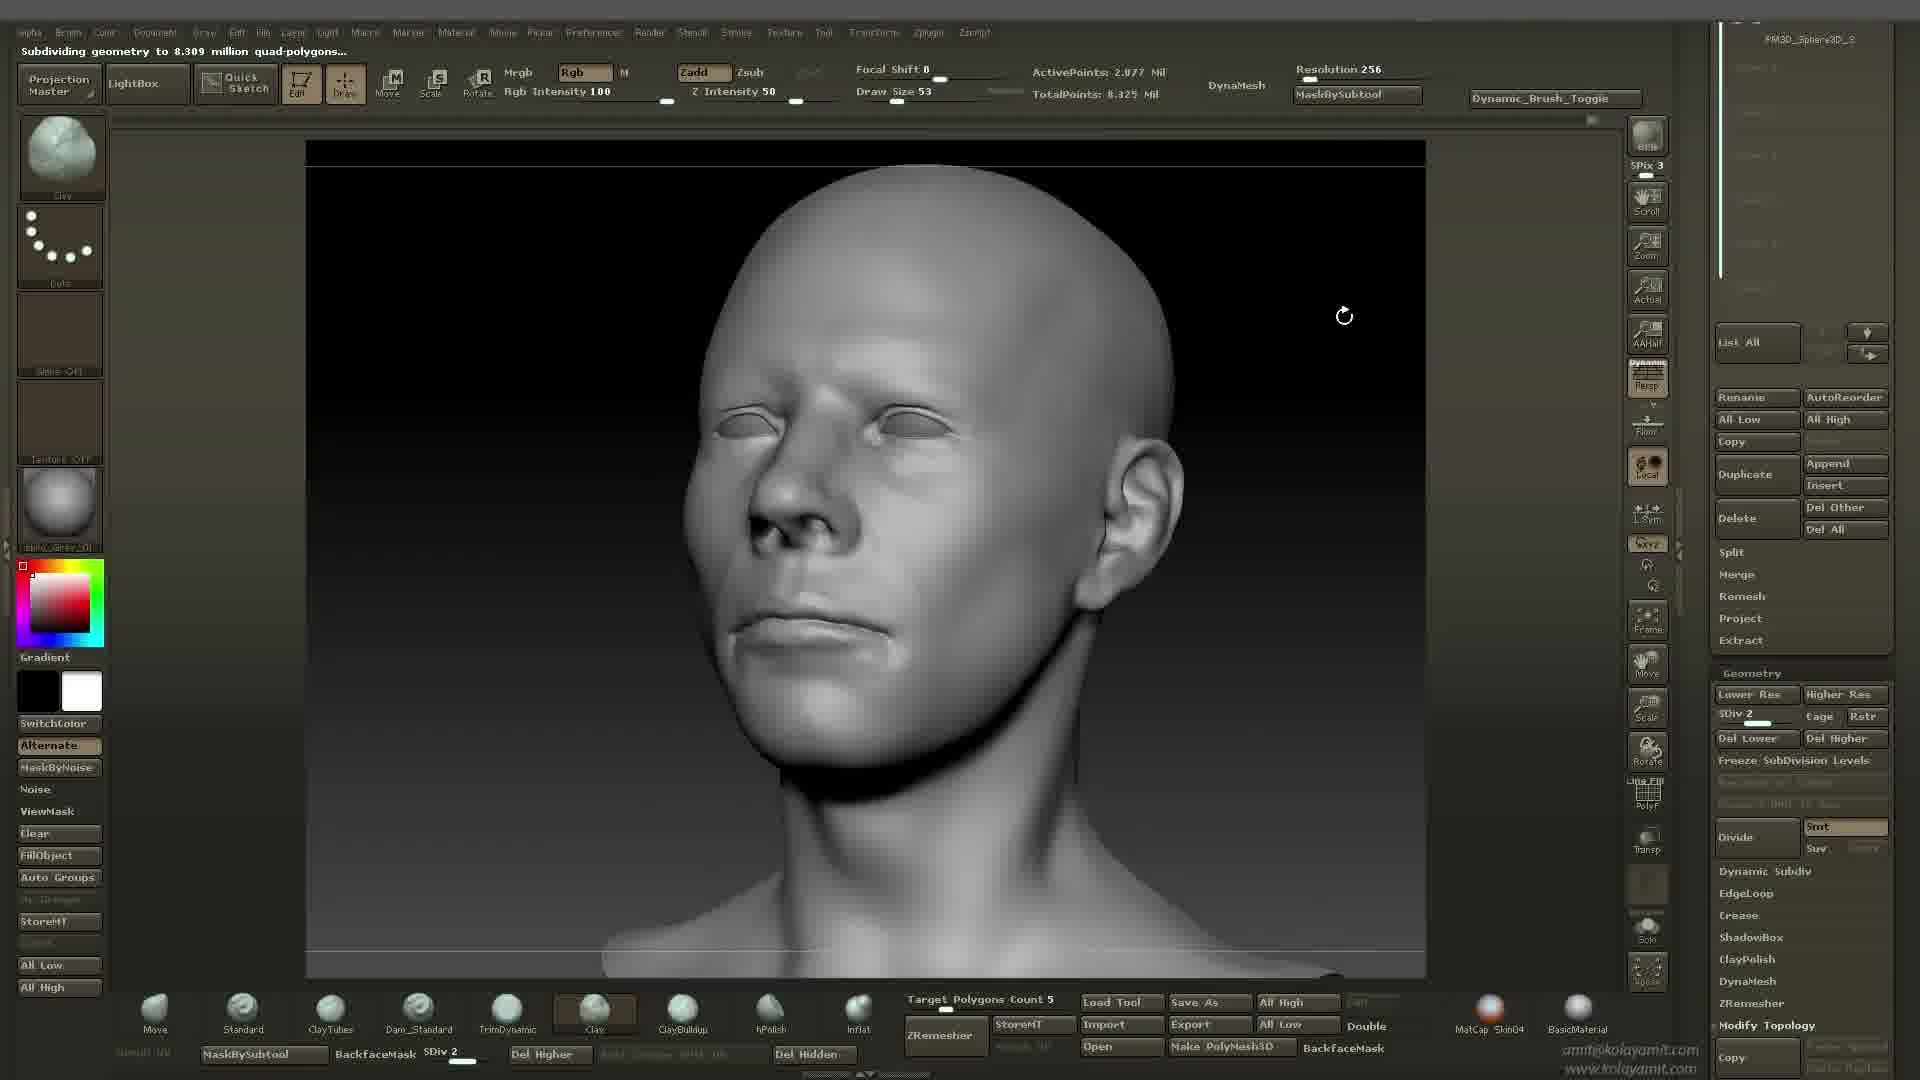 Alpha Brush Color Document Draw Edit File Layer Light Macro Marker Material Movie Picker Preferences Render Stencil Stroke Texture Tool Transform Zplugin Zscript
Subdividing geometry to 8.309 million quad-polygons...
Projection Master
LightBox
Quick Sketch
Edit
Draw
Move
Scale
Rotate
Mrgb
Rgb
M
Rgb Intensity 100
Zadd
Zsub
Z Intensity 50
Focal Shift 0
Draw Size 53
ActivePoints: 2.077 Mil
TotalPoints: 8.325 Mil
DynaMesh
Resolution 256
MaskBySubtool
Dynamic_Brush_Toggle
PM3D_Sphere3D_3
Clay
Dots
Texture Off
Gradient
SwitchColor
Alternate
MaskByNoise
Noise
ViewMask
Clear
FillObject
Auto Groups
StoreMT
All Low
All High
BPR
SPix 3
Scroll
Zoom
Actual
AAHalf
Dynamic
Persp
Floor
Local
L.Sym
Xyz
Frame
Move
Scale
Rotate
Line Fill
PolyF
Transp
Solo
Xpose
List All
Rename
AutoReorder
All Low
All High
Copy
Duplicate
Append
Insert
Delete
Del Other
Del All
Split
Merge
Remesh
Project
Extract
Geometry
Lower Res
Higher Res
SDiv 2
Cage
Rstr
Del Lower
Del Higher
Freeze SubDivision Levels
Divide
Smt
Suv
Dynamic Subdiv
EdgeLoop
Crease
ShadowBox
ClayPolish
DynaMesh
ZRemesher
Modify Topology
Copy
Move
Standard
ClayTubes
Dam_Standard
TrimDynamic
Clay
ClayBuildup
hPolish
Inflat
MaskBySubtool
BackfaceMask
SDiv 2
Del Higher
Del Hidden
Target Polygons Count 5
ZRemesher
StoreMT
Load Tool
Save As
All High
Import
Export
All Low
Double
Open
Make PolyMesh3D
BackfaceMask
MatCap_Skin04
BasicMaterial
amit@kolayamit.com
www.kolayamit.com